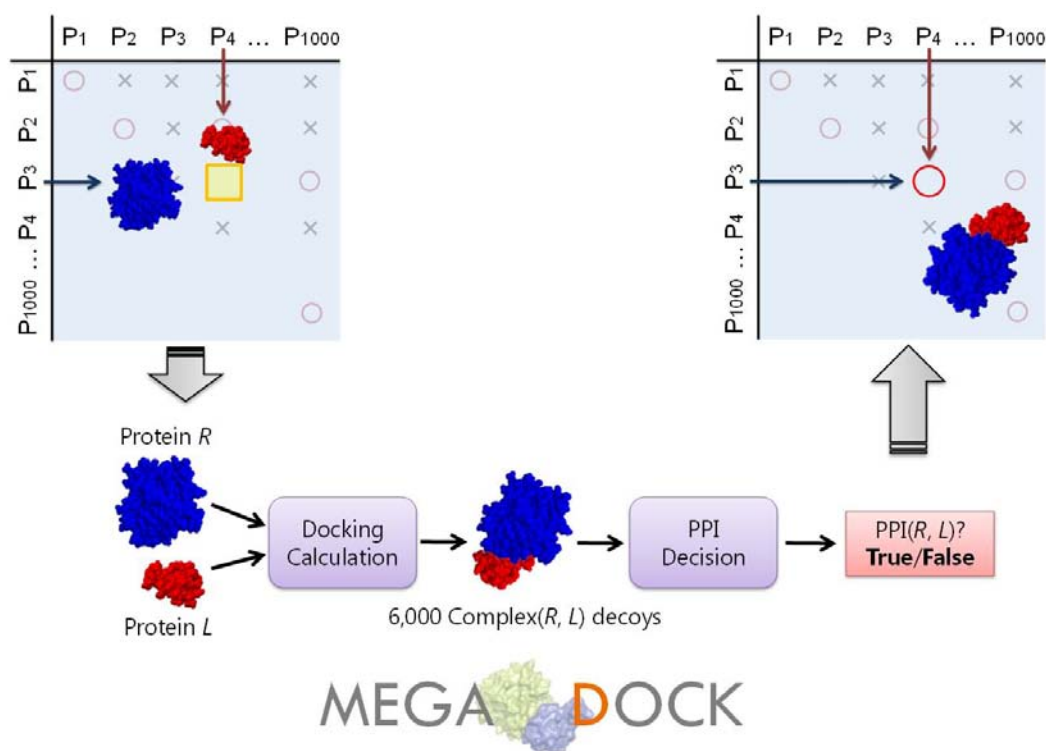 P1 P2 P3 P4 ... P1000
P1
P2
P3
P4
...
P1000
P1 P2 P3 P4 ... P1000
P1
P2
P3
P4
...
P1000
Protein R
Protein L
Docking
Calculation
6,000 Complex(R, L) decoys
PPI
Decision
PPI(R, L)?
True/False
MEGADOCK